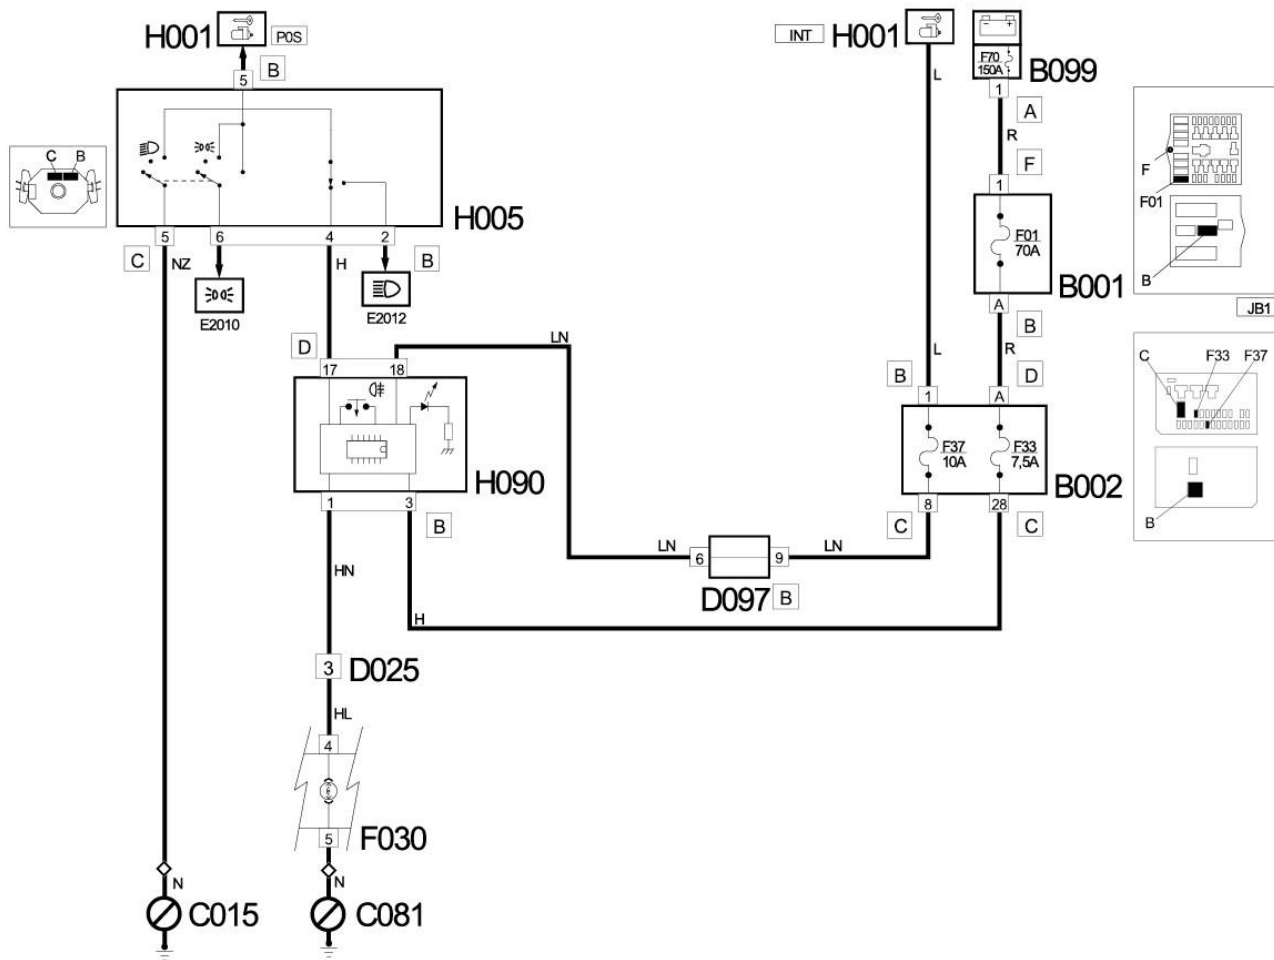 H001
P0S
5
B
C B
H005
5
6
4
2
C
NZ
H
B
E2010
E2012
INT
H001
L
F70
150A
B099
1
A
R
F
1
F01
70A
B001
A
B
R
L
B
D
1
A
F37
10A
F33
7,5A
B002
8
28
C
C
F
F01
B
JB1
C F33 F37
B
D
LN
17
18
H090
1
3
B
LN
6
9
LN
D097
B
HN
H
3
D025
HL
4
5
F030
N
N
C015
C081